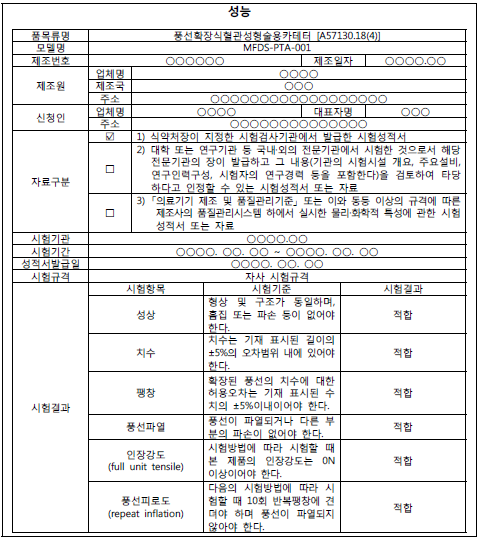 성능
품목류명 풍선확장식혈관성형술용카테터 [A57130.18(4)]
모델명 MFDS-PTA-001
제조번호 ○○○○○○ 제조일자 ○○○○.○○
제조원 업체명 ○○○○
제조국 ○○○
주소 ○○○○○○○○○○○○○○○○○○
신청인 업체명 ○○○○ 대표자명 ○○○
주소 ○○○○○○○○○○○○○○
자료구분 ☑ 1) 식약처장이 지정한 시험검사기관에서 발급한 시험성적서
☐ 2) 대학 또는 연구기관 등 국내·외의 전문기관에서 시험한 것으로서 해당
전문기관의 장이 발급하고 그 내용(기관의 시험시설 개요, 주요설비,
연구인력구성, 시험자의 연구경력 등을 포함한다)을 검토하여 타당
하다고 인정할 수 있는 시험성적서 또는 자료
☐ 3) 「의료기기 제조 및 품질관리기준」 또는 이와 동등 이상의 규격에 따른
제조사의 품질관리시스템 하에서 실시한 물리·화학적 특성에 관한 시험
성적서 또는 자료
시험기관 ○○○○.○○
시험기간 ○○○○. ○○. ○○ ~ ○○○○. ○○. ○○
성적서발급일 ○○○○. ○○. ○○
시험규격 자사 시험규격
시험결과 시험항목 시험기준 시험결과
성상 형상 및 구조가 동일하며,
흠집 또는 파손 등이 없어야
한다. 적합
치수 치수는 기재 표시된 길이의
±5%의 오차범위 내에 있어야
한다. 적합
팽창 확장된 풍선의 치수에 대한
허용오차는 기재 표시된 수
치의 ±5%이내이어야 한다. 적합
풍선파열 풍선이 파열되거나 다른 부
분의 파손이 없어야 한다. 적합
인장강도
(full unit tensile) 시험방법에 따라 시험할 때
본 제품의 인장강도는 0N
이상이어야 한다. 적합
풍선피로도
(repeat inflation) 다음의 시험방법에 따라 시
험할 때 10회 반복팽창에 견
뎌야 하며 풍선이 파열되지
않아야 한다. 적합